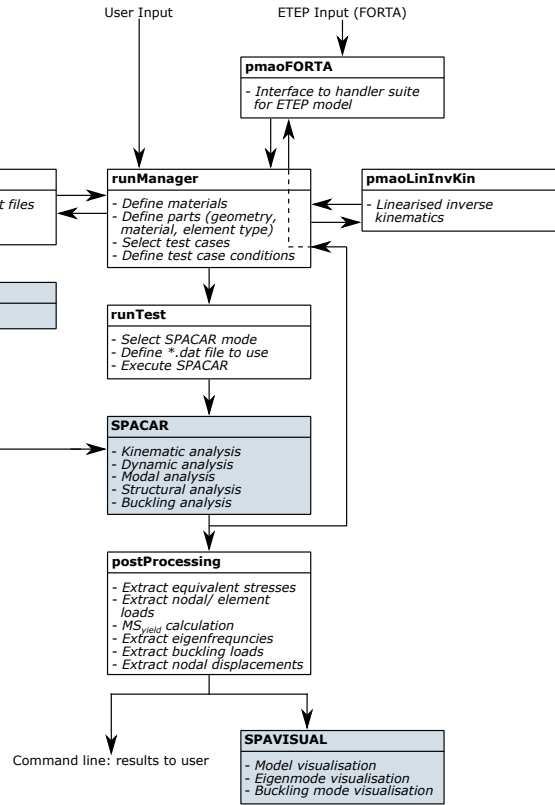 User Input
ETEP Input (FORTA)
pmaoFORTA
- Interface to handler suite
for ETEP model
t files
runManager
- Define materials
- Define parts (geometry,
material, element type)
- Select test cases
- Define test case conditions
pmaoLinInvKin
- Linearised inverse
kinematics
runTest
- Select SPACAR mode
- Define *.dat file to use
- Execute SPACAR
SPACAR
- Kinematic analysis
- Dynamic analysis
- Modal analysis
- Structural analysis
- Buckling analysis
postProcessing
- Extract equivalent stresses
- Extract nodal/ element
loads
- MSyield calculation
- Extract eigenfrequncies
- Extract buckling loads
- Extract nodal displacements
Command line: results to user
SPAVISUAL
- Model visualisation
- Eigenmode visualisation
- Buckling mode visualisation